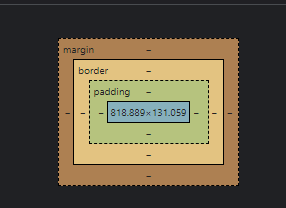 margin –
border –
padding –
– – – 818.889×131.059 – – –
–
–
–